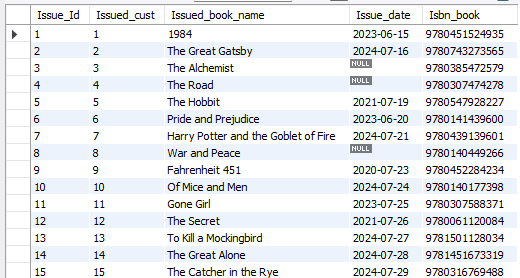 Issue_Id Issued_cust Issued_book_name Issue_date Isbn_book
1 1 1984 2023-06-15 9780451524935
2 2 The Great Gatsby 2024-07-16 9780743273565
3 3 The Alchemist NULL 9780385472579
4 4 The Road NULL 9780307474278
5 5 The Hobbit 2021-07-19 9780547928227
6 6 Pride and Prejudice 2023-06-20 9780141439600
7 7 Harry Potter and the Goblet of Fire 2024-07-21 9780439139601
8 8 War and Peace NULL 9780140449266
9 9 Fahrenheit 451 2020-07-23 9780452284234
10 10 Of Mice and Men 2024-07-24 9780140177398
11 11 Gone Girl 2023-07-25 9780307588371
12 12 The Secret 2021-07-26 9780061120084
13 13 To Kill a Mockingbird 2024-07-27 9781501128034
14 14 The Great Alone 2024-07-28 9781451673319
15 15 The Catcher in the Rye 2024-07-29 9780316769488